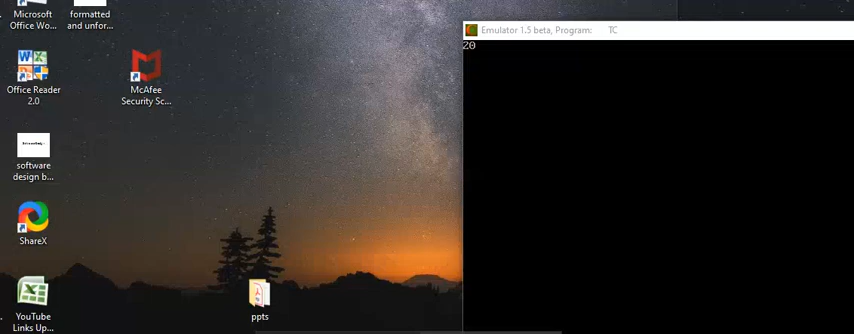 Microsoft
Office Wo...
formatted
and unfor...
Office Reader
2.0
McAfee
Security Sc...
software
design b...
ShareX
YouTube
Links Up...
ppts
Emulator 1.5 beta, Program: TC
20